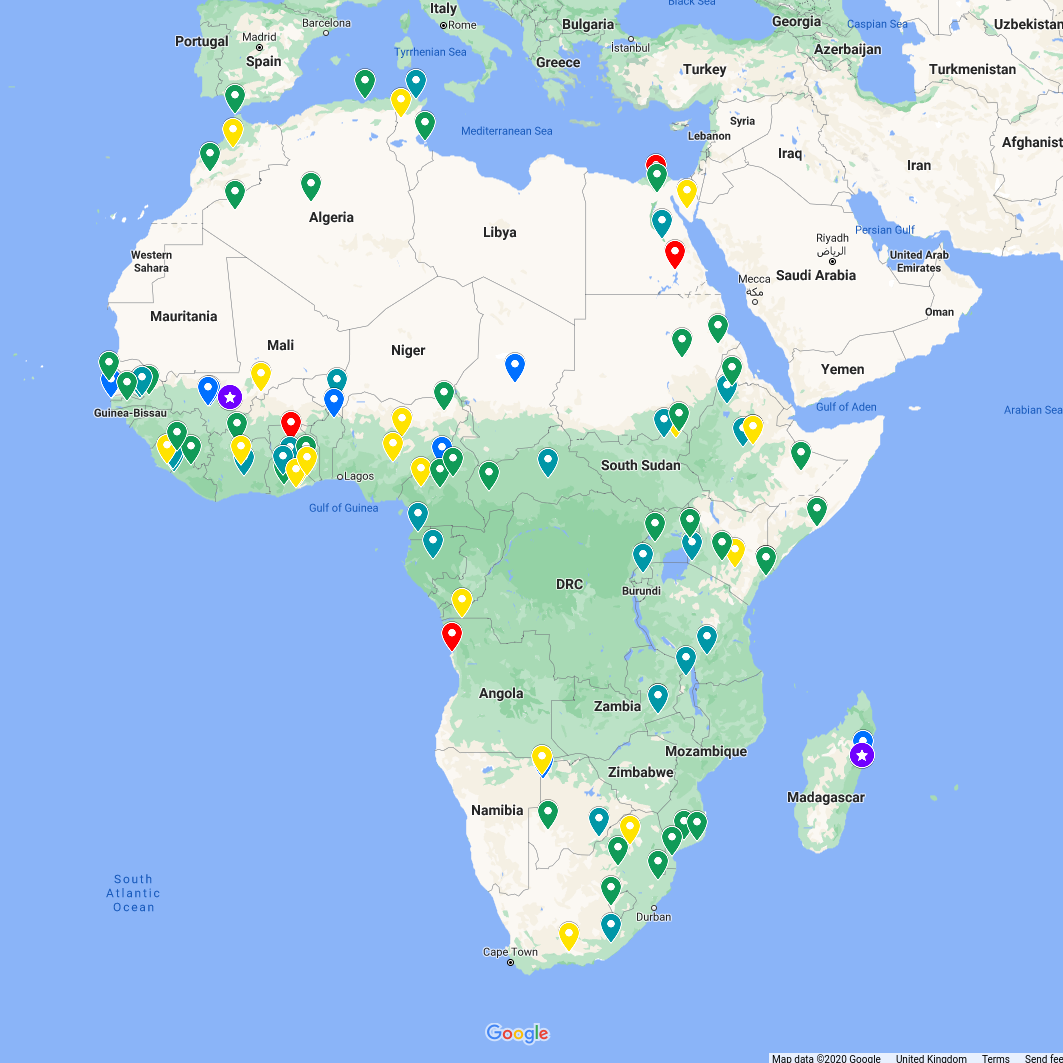 Italy
Black Sea
Georgia
Caspian Sea
Uzbekistan
Barcelona
Rome
Bulgaria
Portugal
Madrid
Spain
Tyrrhenian Sea
İstanbul
Azerbaijan
Greece
Turkey
Turkmenistan
Syria
Mediterranean Sea
Lebanon
Afghanist
Iraq
Iran
Algeria
Libya
Persian Gulf
Riyadh
الرياض
Western
Sahara
United Arab
Emirates
Saudi Arabia
Mecca
مكة
Mauritania
Oman
Mali
Niger
Yemen
Guinea-Bissau
Gulf of Aden
Arabian Sea
South Sudan
Lagos
Gulf of Guinea
DRC
Burundi
Angola
Zambia
Mozambique
Zimbabwe
Madagascar
Namibia
South
Atlantic
Ocean
Durban
Cape Town
Google
Map data ©2020 Google United Kingdom Terms Send fee